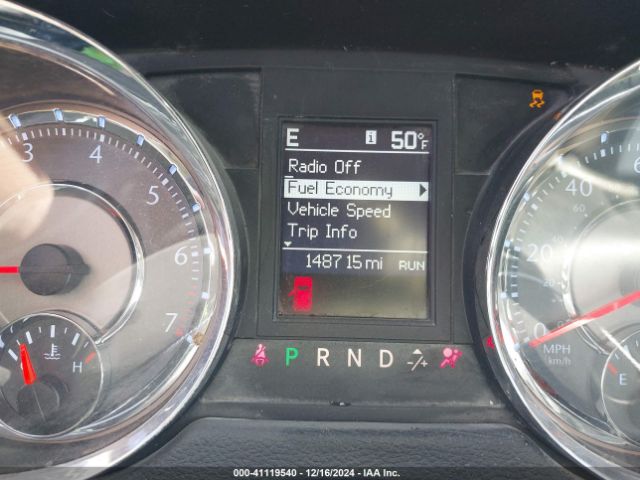 E i 50°F
Radio Off
Fuel Economy
Vehicle Speed
Trip Info
148715 mi RUN
3 4 5 6 7
H
P R N D +
0 20 40 6
MPH
km/h
E
000-41119540 - 12/16/2024 - IAA Inc.